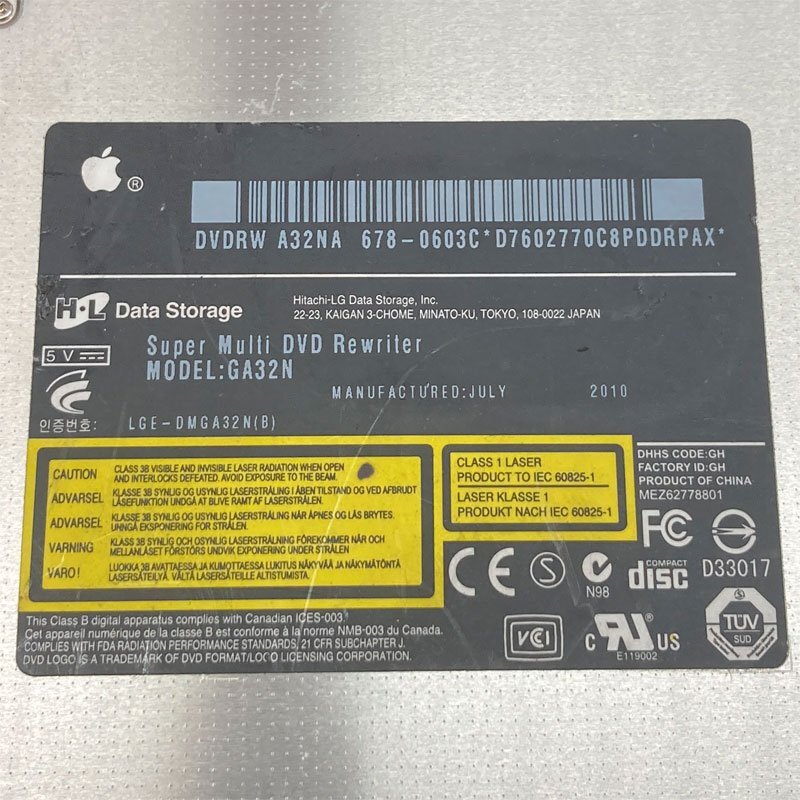 DVDRW A32NA 678-0603C*D7602770C8PDDRPAX*
H·L Data Storage
Hitachi-LG Data Storage, Inc.
22-23, KAIGAN 3-CHOME, MINATO-KU, TOKYO, 108-0022 JAPAN
5 V
Super Multi DVD Rewriter
MODEL:GA32N
MANUFACTURED:JULY 2010
인증번호: LGE-DMGA32N(B)
CAUTION CLASS 3B VISIBLE AND INVISIBLE LASER RADIATION WHEN OPEN
AND INTERLOCKS DEFEATED. AVOID EXPOSURE TO THE BEAM.
ADVARSEL KLASSE 3B SYNLIG OG USYNLIG LASERSTRÅLING I ÅBEN TILSTAND OG VED AFBRUDT
LASEFUNKTION UNDGÅ AT BLIVE RAMT AF LASERSTRÅLEN.
ADVARSEL KLASSE 3B SYNLIG OG USYNLIG LASERSTRÅLING NÅR ÅPNES OG LÅS BRYTES.
UNNGÅ EKSPONERING FOR STRÅLEN.
VARNING KLASS 3B SYNLIG OCH OSYNLIG LASERSTRÅLNING FÖREKOMMER NÄR OCH
MELLANLÅSET FÖRSTÖRS UNDVIK EXPONERING UNDER STRÅLEN.
VARO! LUOKKA 3B AVATTAESSA JA KUMOTTAESSA LUKITUS NÄKYVÄÄ JA NÄKYMÄTÖNTÄ
LASERSÄTEILYÄ, VÄLTÄ LASERSÄTEILLE ALTISTUMISTA.
CLASS 1 LASER
PRODUCT TO IEC 60825-1
LASER KLASSE 1
PRODUKT NACH IEC 60825-1
DHHS CODE:GH
FACTORY ID:GH
PRODUCT OF CHINA
MEZ62778801
FC
CE
S
N98
COMPACT
disc
D33017
VCI
c RU US
E119002
TUV
SUD
This Class B digital apparatus complies with Canadian ICES-003.
Cet appareil numérique de la classe B est conforme à la norme NMB-003 du Canada.
COMPLIES WITH FDA RADIATION PERFORMANCE STANDARDS, 21 CFR SUBCHAPTER J.
DVD LOGO IS A TRADEMARK OF DVD FORMAT/LOGO LICENSING CORPORATION.